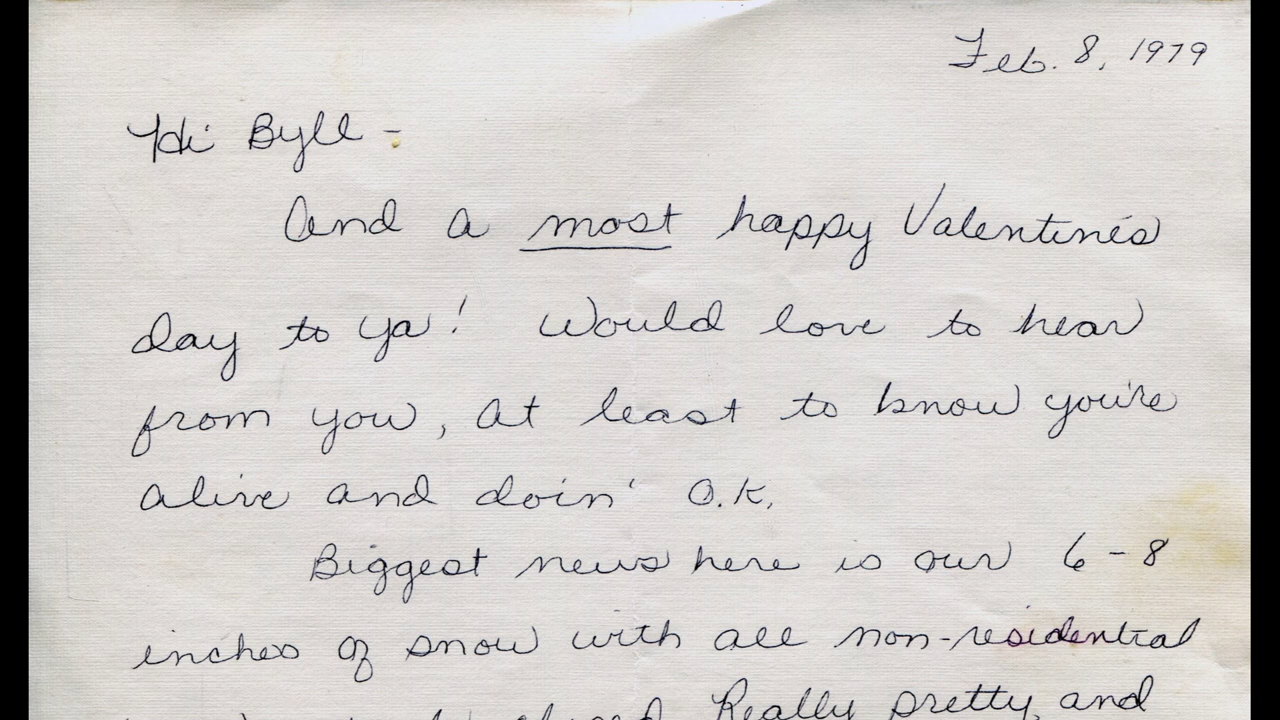 Feb. 8, 1979
Hi Byll -
And a most happy Valentine's
day to ya! Would love to hear
from you, at least to know you're
alive and doin' O.K.
Biggest news here is our 6-8
inches of snow with all non-residential
closed. Really pretty, and